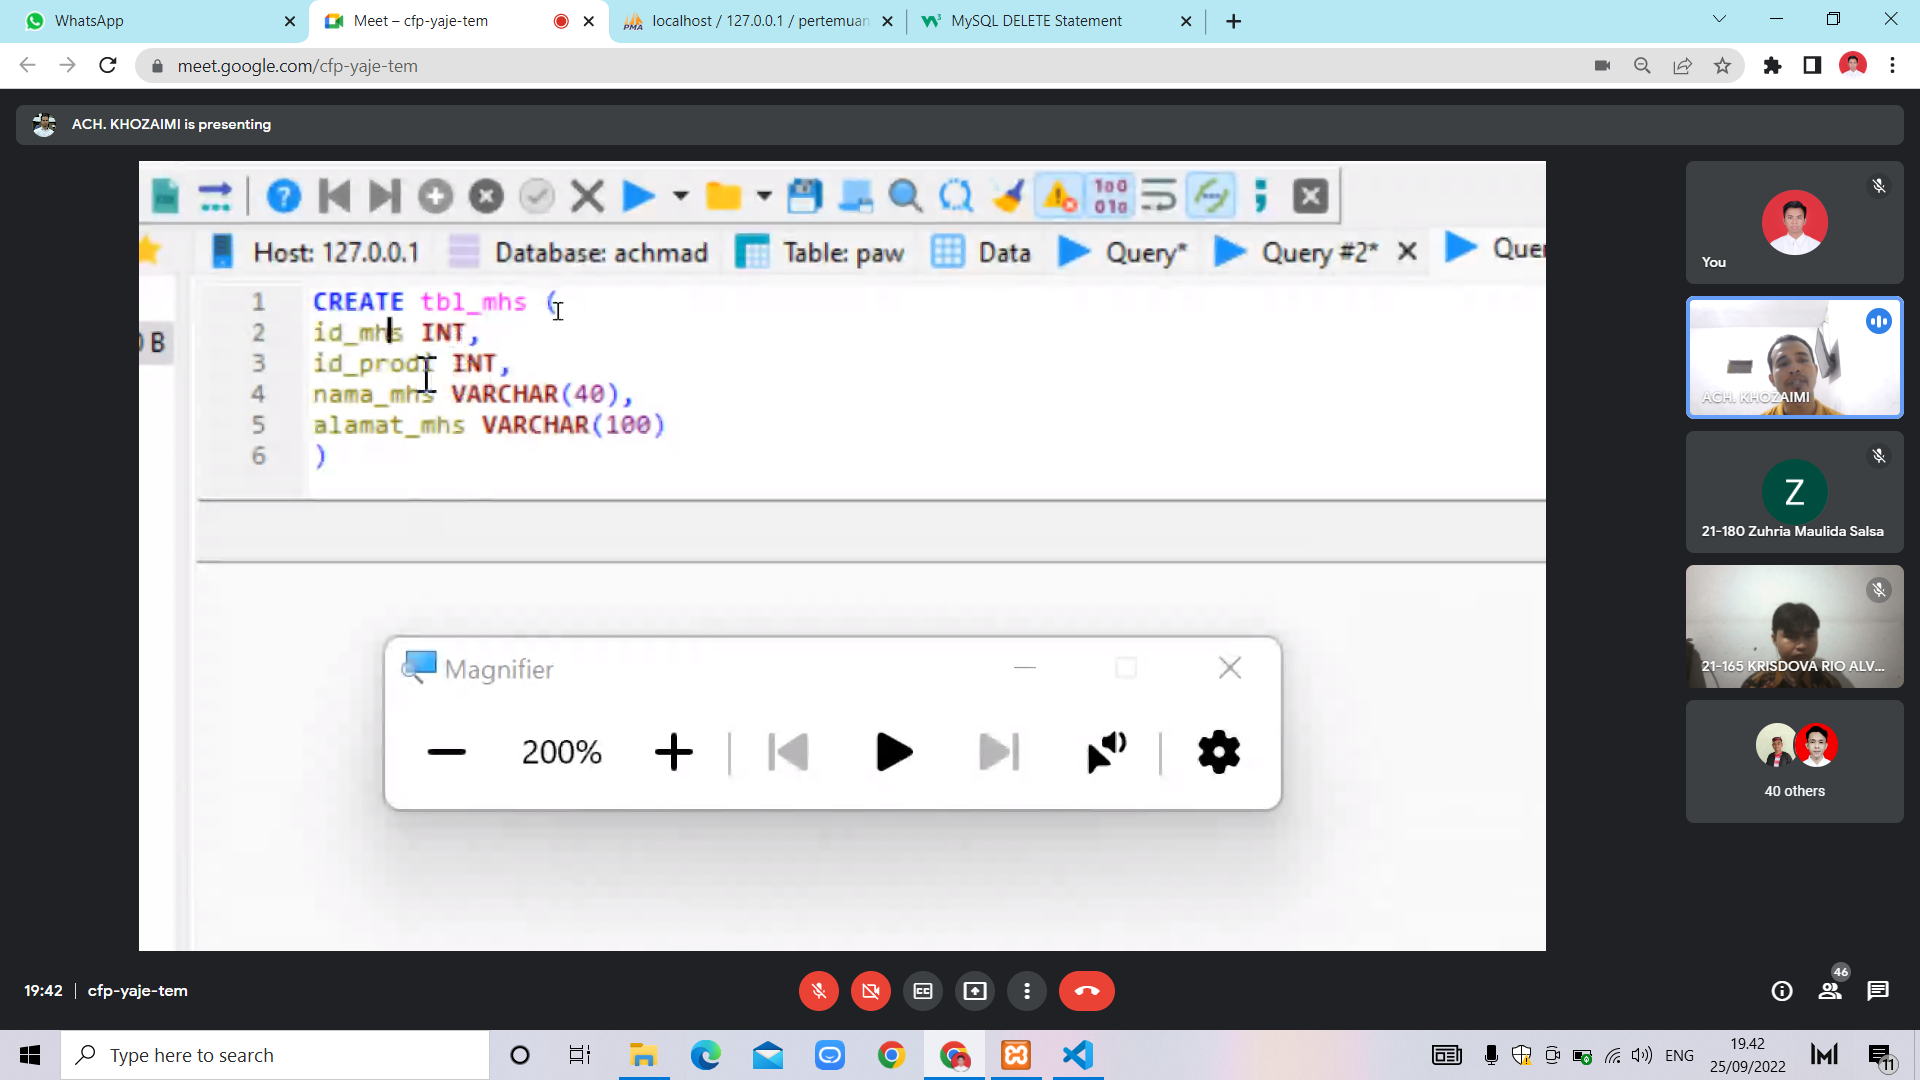 WhatsApp
Meet – cfp-yaje-tem
localhost / 127.0.0.1 / pertemuan
MySQL DELETE Statement
meet.google.com/cfp-yaje-tem
ACH. KHOZAIMI is presenting
Host: 127.0.0.1
Database: achmad
Table: paw
Data
Query*
Query #2*
B
1 CREATE tbl_mhs (
2 id_mhs INT,
3 id_prodi INT,
4 nama_mhs VARCHAR(40),
5 alamat_mhs VARCHAR(100)
6 )
Magnifier
200%
You
ACH. KHOZAIMI
Z
21-180 Zuhria Maulida Salsa
21-165 KRISDOVA RIO ALV...
40 others
19:42 | cfp-yaje-tem
46
Type here to search
ENG
19.42
25/09/2022
11